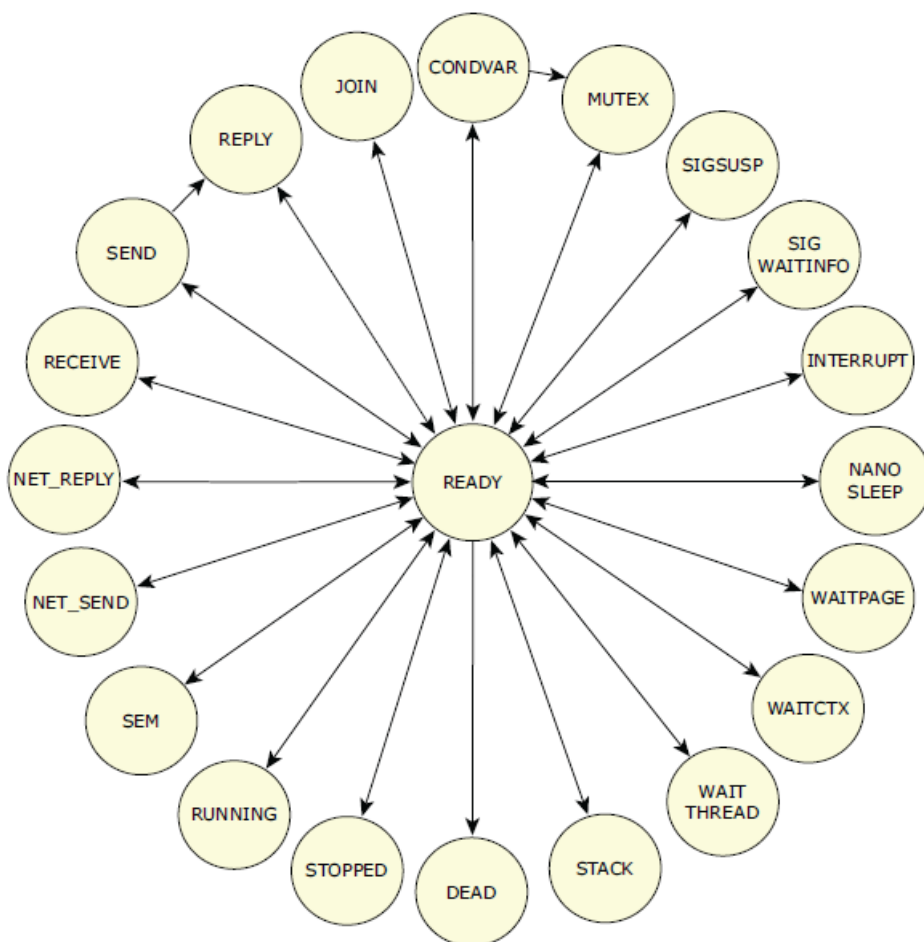 CONDVAR
JOIN
MUTEX
REPLY
SIGSUSP
SEND
SIG
WAITINFO
RECEIVE
INTERRUPT
NET_REPLY
READY
NANO
SLEEP
NET_SEND
WAITPAGE
SEM
WAITCTX
RUNNING
WAIT
THREAD
STOPPED
DEAD
STACK